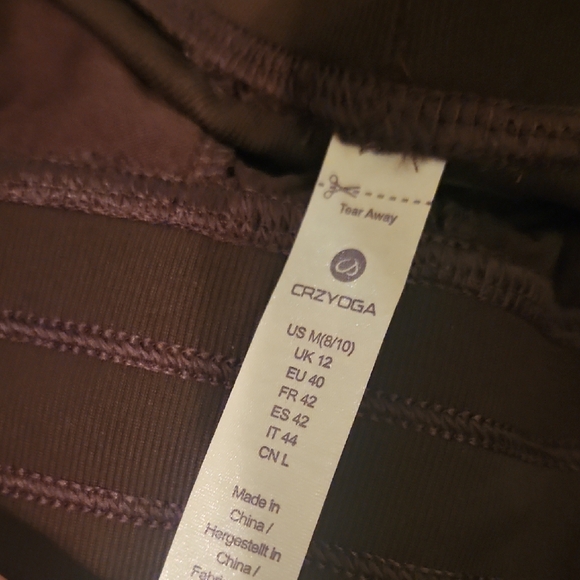 Tear Away
CRZYOGA
US M(8/10)
UK 12
EU 40
FR 42
ES 42
IT 44
CN L
Made in
China /
Hergestellt in
China /
Fabri